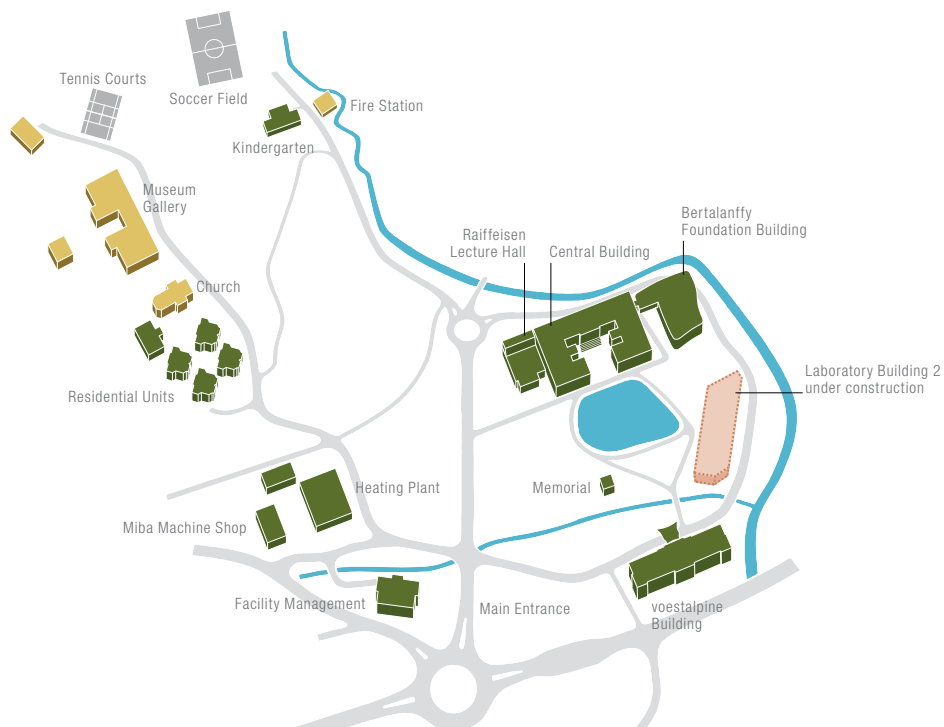 Tennis Courts
Soccer Field
Fire Station
Kindergarten
Museum
Gallery
Bertalanffy
Foundation Building
Raiffeisen
Lecture Hall
Central Building
Church
Laboratory Building 2
under construction
Residential Units
Heating Plant
Memorial
Miba Machine Shop
Facility Management
Main Entrance
voestalpine
Building